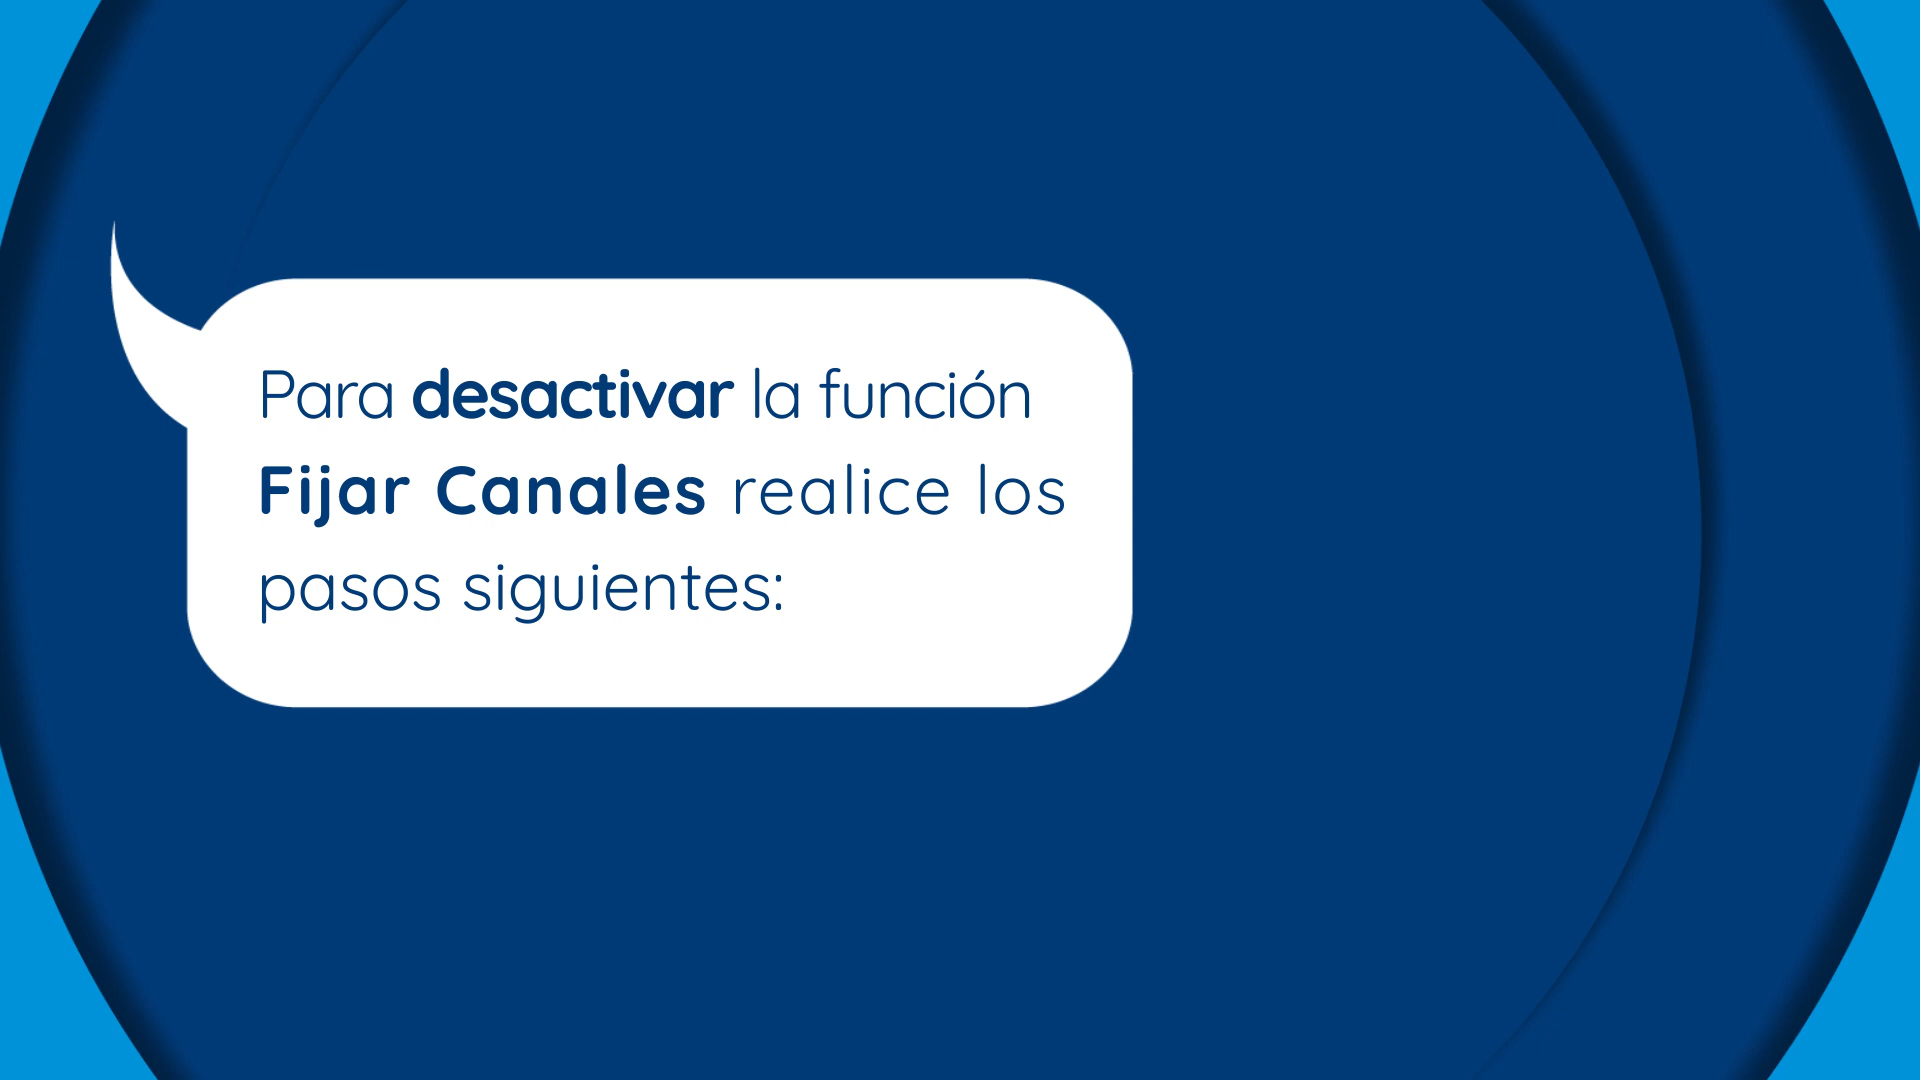 Para desactivar la función
Fijar Canales realice los
pasos siguientes: